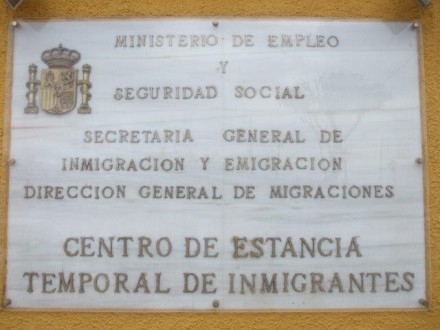 MINISTERIO DE EMPLEO
Y
SEGURIDAD SOCIAL
SECRETARIA GENERAL DE
INMIGRACION Y EMIGRACION
DIRECCION GENERAL DE MIGRACIONES
CENTRO DE ESTANCIA
TEMPORAL DE INMIGRANTES